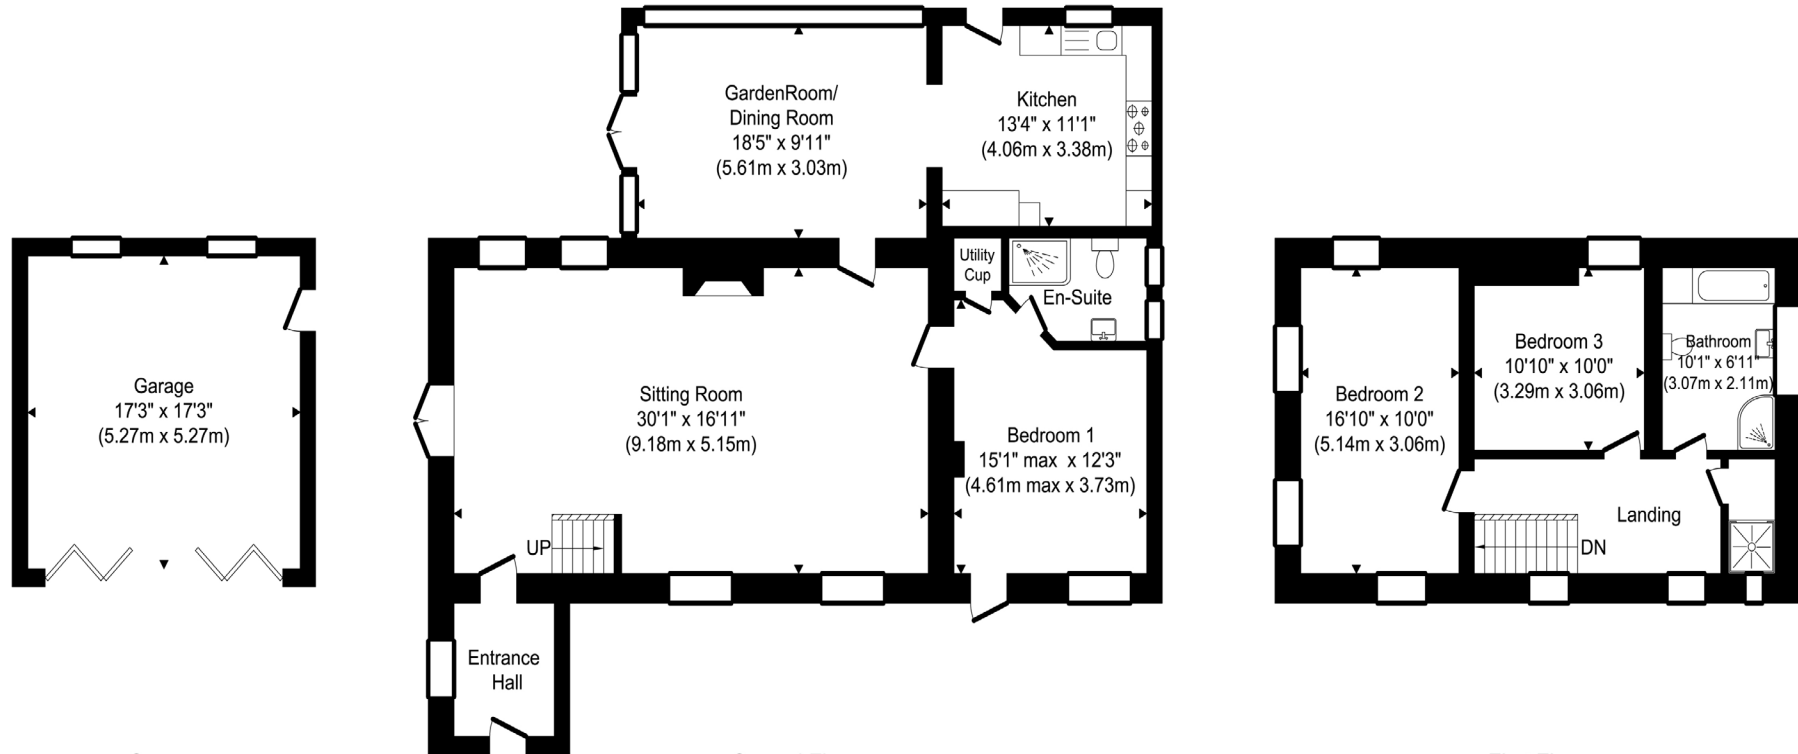 GardenRoom/
Dining Room
18'5" x 9'11"
(5.61m x 3.03m)
Kitchen
13'4" x 11'1"
(4.06m x 3.38m)
Utility
Cup
En-Suite
Garage
17'3" x 17'3"
(5.27m x 5.27m)
Sitting Room
30'1" x 16'11"
(9.18m x 5.15m)
Bedroom 1
15'1" max x 12'3"
(4.61m max x 3.73m)
UP
Entrance
Hall
Bedroom 2
16'10" x 10'0"
(5.14m x 3.06m)
Bedroom 3
10'10" x 10'0"
(3.29m x 3.06m)
Bathroom
10'1" x 6'11"
(3.07m x 2.11m)
Landing
DN